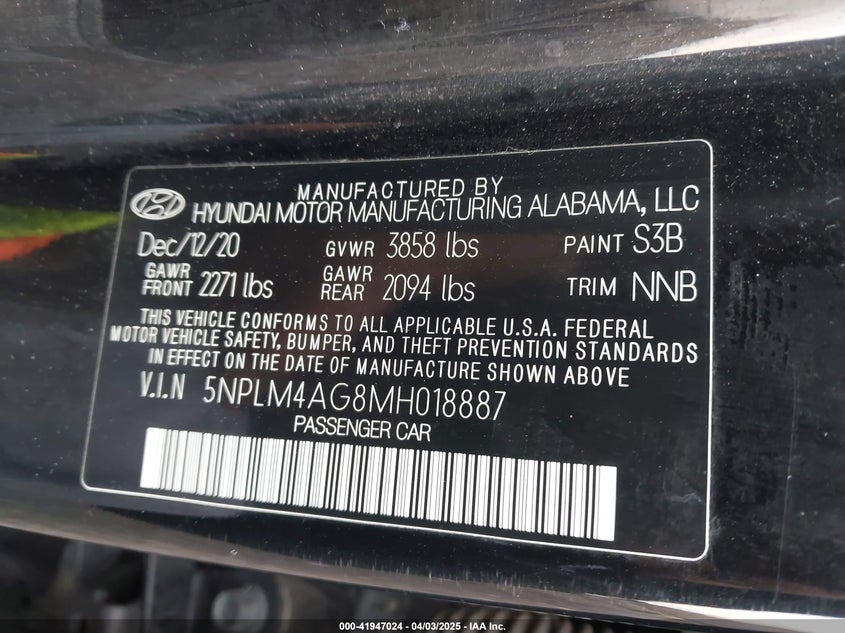 MANUFACTURED BY
HYUNDAI MOTOR MANUFACTURING ALABAMA, LLC
Dec/12/20 GVWR 3858 lbs PAINT S3B
GAWR FRONT 2271 lbs GAWR REAR 2094 lbs TRIM NNB
THIS VEHICLE CONFORMS TO ALL APPLICABLE U.S.A. FEDERAL
MOTOR VEHICLE SAFETY, BUMPER, AND THEFT PREVENTION STANDARDS
IN EFFECT ON THE DATE OF MANUFACTURE SHOWN ABOVE
V.I.N 5NPLM4AG8MH018887
PASSENGER CAR
000-41947024 - 04/03/2025 - IAA Inc.